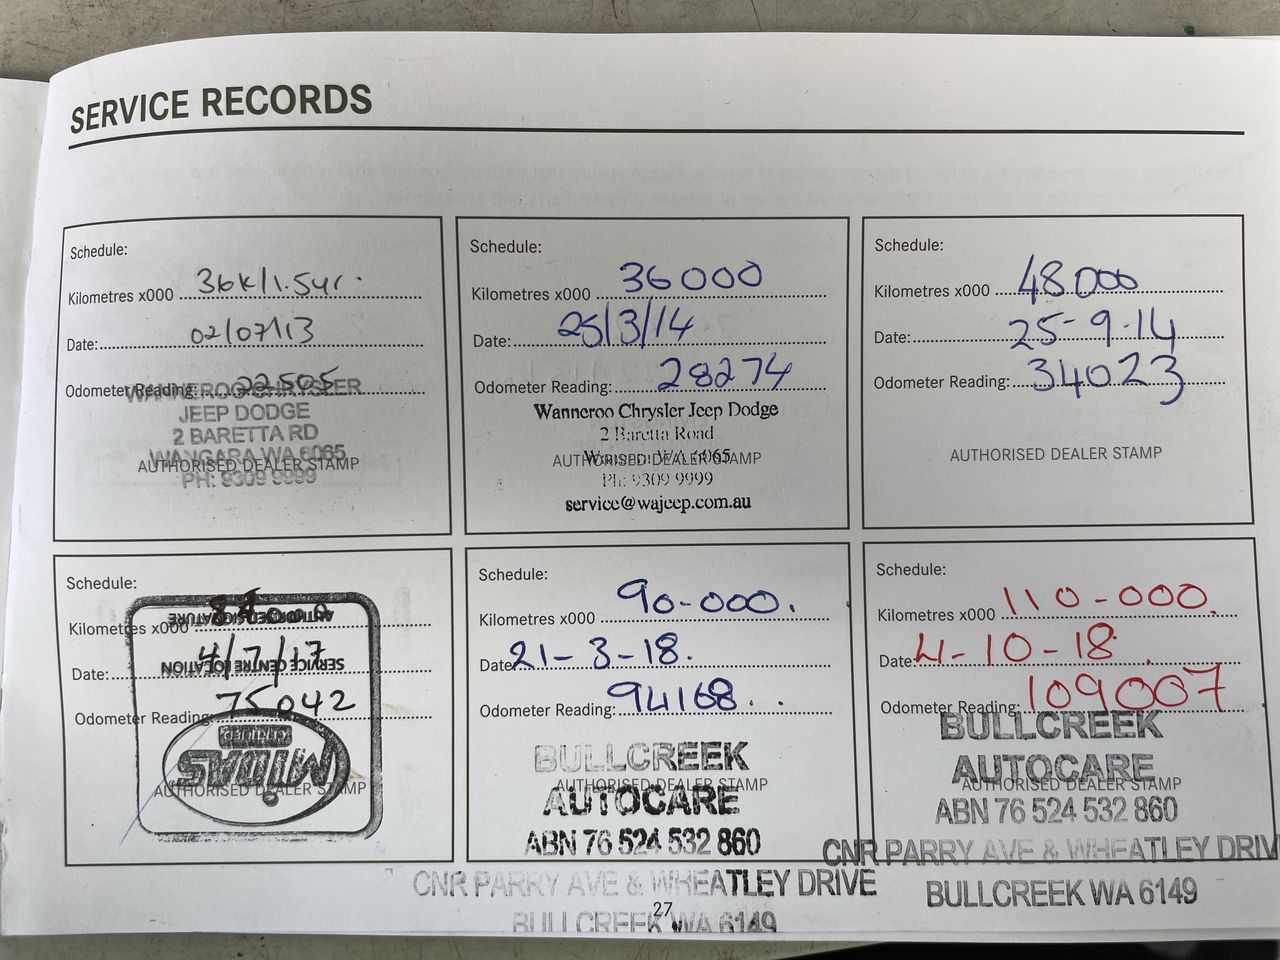 SERVICE RECORDS
Schedule:
Kilometres x000 36K/1.5yr.
Date: 02/07/13
Odometer Reading: 22505
WANNEROO CHRYSLER
JEEP DODGE
2 BARETTA RD
WANGARA WA 6065
AUTHORISED DEALER STAMP
PH: 9309 9999
Schedule:
Kilometres x000 36000
Date: 25/3/14
Odometer Reading: 28274
Wanneroo Chrysler Jeep Dodge
2 Baretta Road
WA 6065
AUTHORISED DEALER STAMP
Ph: 9309 9999
service@wajeep.com.au
Schedule:
Kilometres x000 48000
Date: 25-9-14
Odometer Reading: 34023
AUTHORISED DEALER STAMP
Schedule:
Kilometres x000
AUTHORISED SIGNATURE
Date: 4/7/17
SERVICE CENTRE LOCATION
Odometer Reading: 75042
CERTIFIED
MIDAS
AUTHORISED DEALER STAMP
Schedule:
Kilometres x000 90-000.
Date: 21-3-18.
Odometer Reading: 94168
BULLCREEK
AUTHORISED DEALER STAMP
AUTOCARE
ABN 76 524 532 860
CNR PARRY AVE & WHEATLEY DRIVE
BULLCREEK WA 6149
Schedule:
Kilometres x000 110-000.
Date: 4-10-18.
Odometer Reading: 109007
BULLCREEK
AUTOCARE
AUTHORISED DEALER STAMP
ABN 76 524 532 860
CNR PARRY AVE & WHEATLEY DRIV
BULLCREEK WA 6149
27